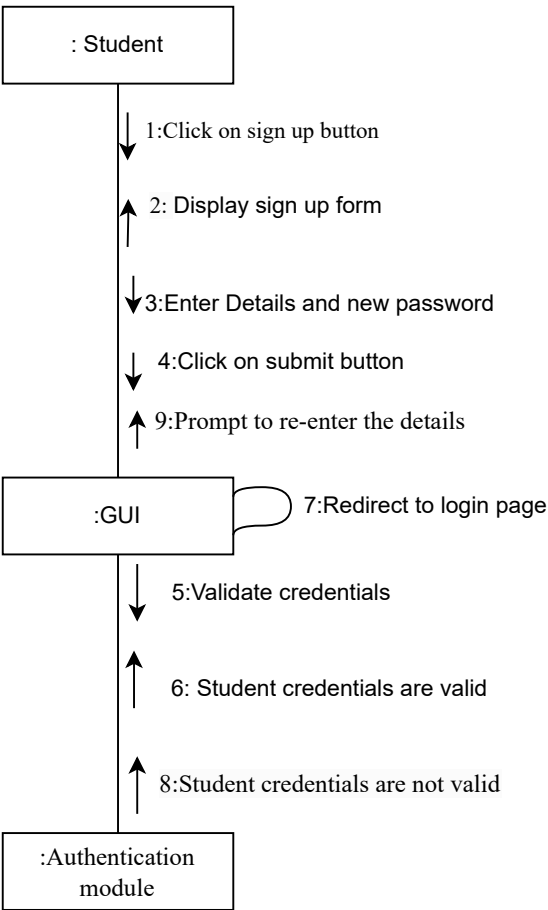 : Student
1:Click on sign up button
2: Display sign up form
3:Enter Details and new password
4:Click on submit button
9:Prompt to re-enter the details
:GUI
7:Redirect to login page
5:Validate credentials
6: Student credentials are valid
8:Student credentials are not valid
:Authentication
module